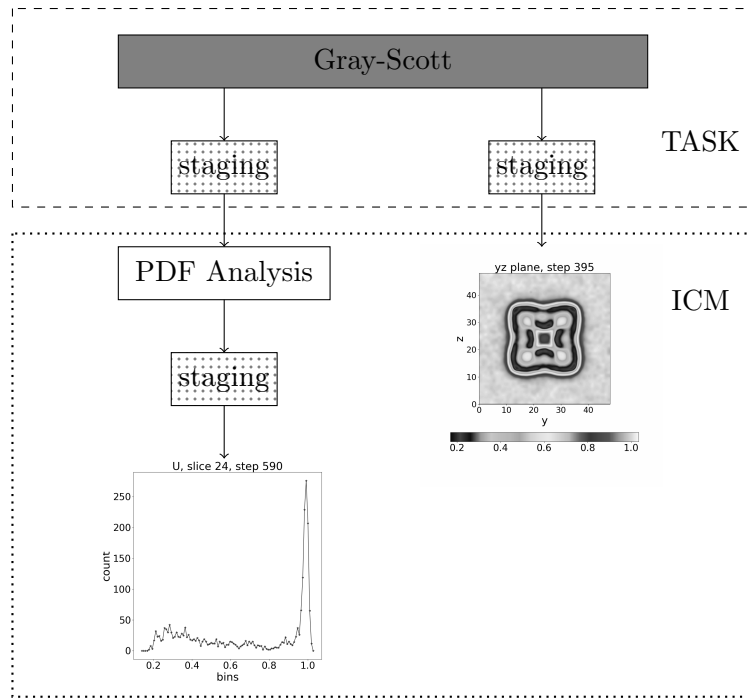 Gray-Scott
staging
staging
TASK
PDF Analysis
ICM
yz plane, step 395
40
30
20
10
0
z
0 10 20 30 40
y
0.2 0.4 0.6 0.8 1.0
staging
U, slice 24, step 590
250
200
150
100
50
0
count
0.2 0.4 0.6 0.8 1.0
bins